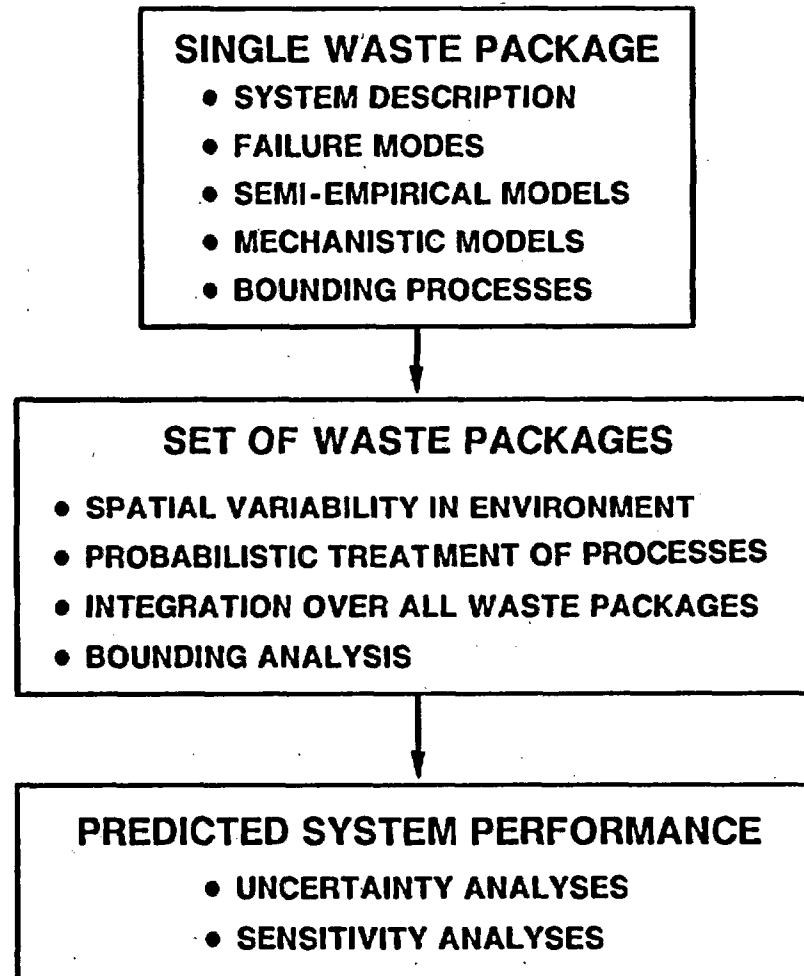 SINGLE WASTE PACKAGE
• SYSTEM DESCRIPTION
• FAILURE MODES
• SEMI-EMPIRICAL MODELS
• MECHANISTIC MODELS
• BOUNDING PROCESSES
SET OF WASTE PACKAGES
• SPATIAL VARIABILITY IN ENVIRONMENT
• PROBABILISTIC TREATMENT OF PROCESSES
• INTEGRATION OVER ALL WASTE PACKAGES
• BOUNDING ANALYSIS
PREDICTED SYSTEM PERFORMANCE
• UNCERTAINTY ANALYSES
• SENSITIVITY ANALYSES